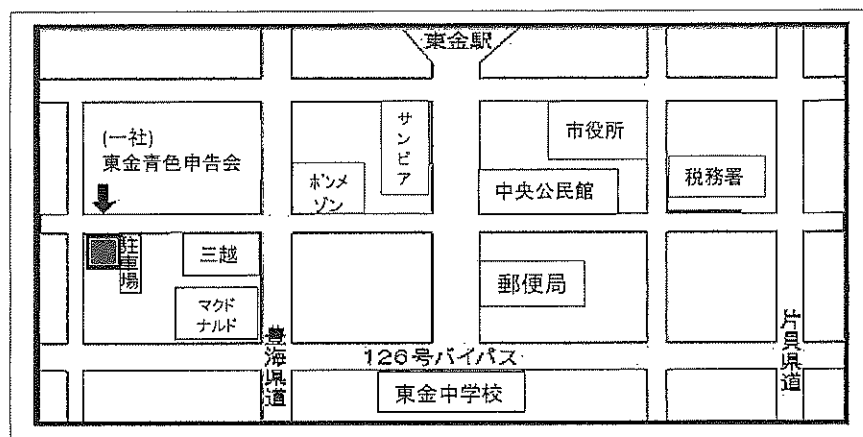 東金駅
(一社)
東金青色申告会
サンピア
ボンメ
ゾン
市役所
中央公民館
税務署
駐車場
三越
マクド
ナルド
郵便局
豊海県道
126号バイパス
片貝県道
東金中学校